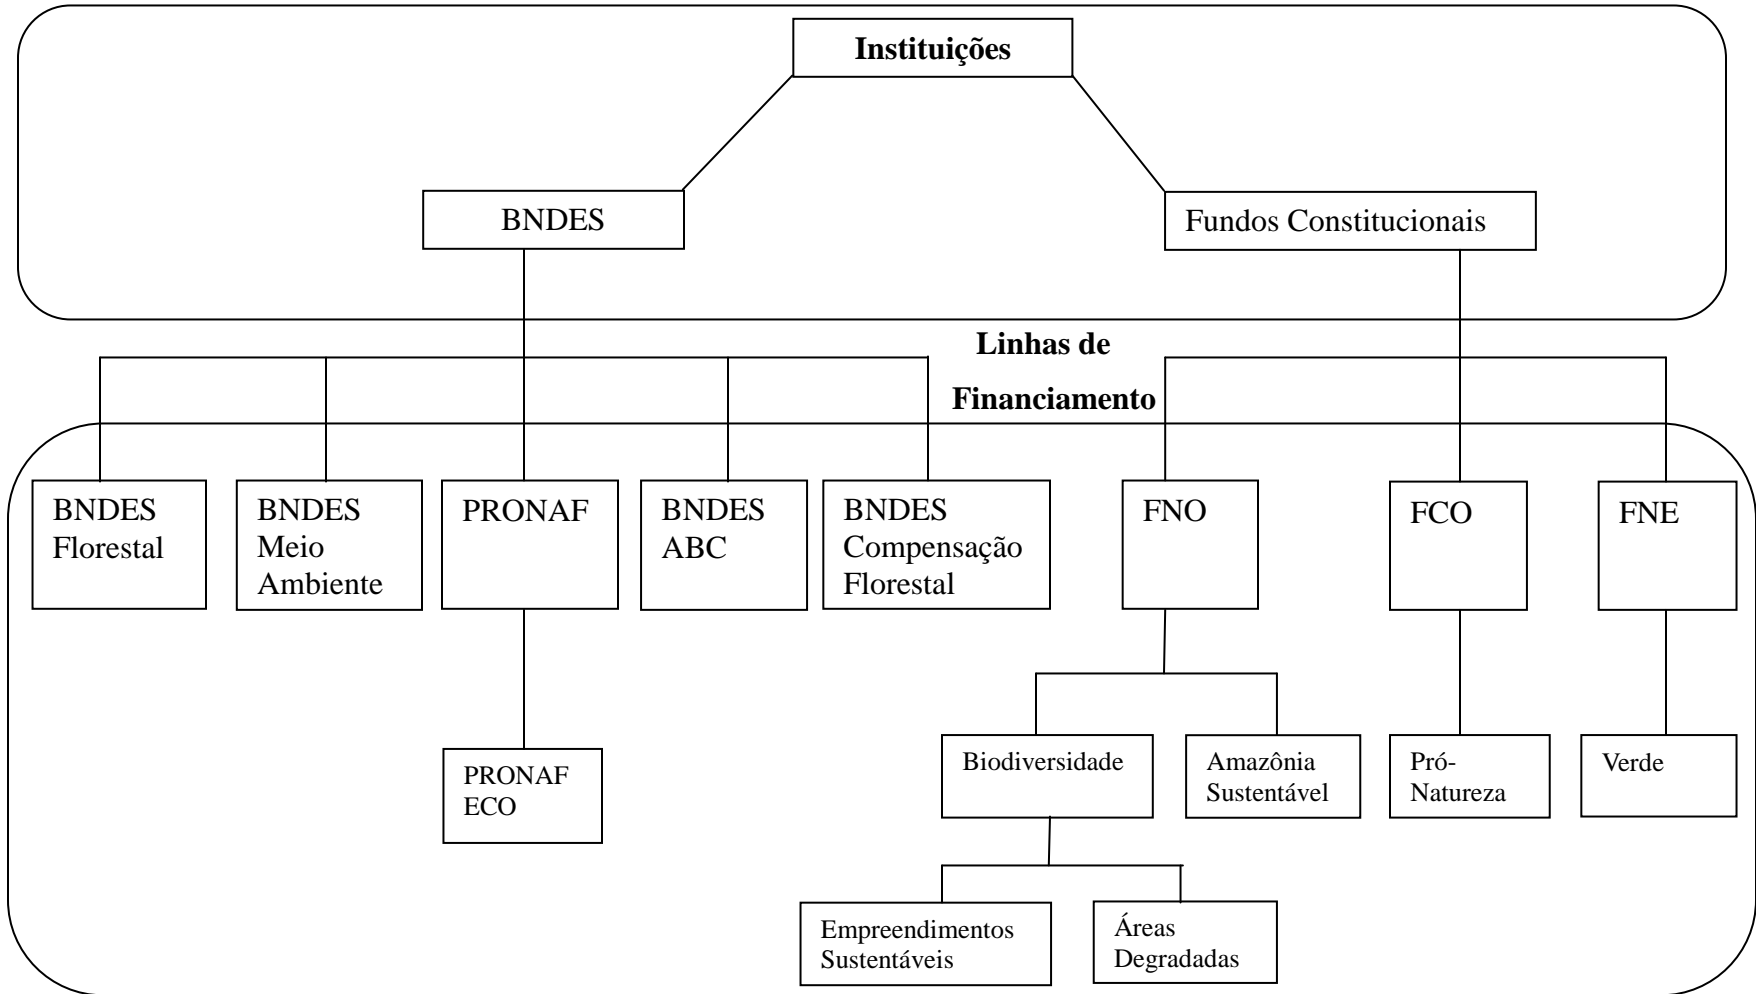 Instituições
BNDES
Fundos Constitucionais
Linhas de
Financiamento
BNDES
Florestal
BNDES
Meio
Ambiente
PRONAF
BNDES
ABC
BNDES
Compensação
Florestal
FNO
FCO
FNE
PRONAF
ECO
Biodiversidade
Amazônia
Sustentável
Pró-
Natureza
Verde
Empreendimentos
Sustentáveis
Áreas
Degradadas